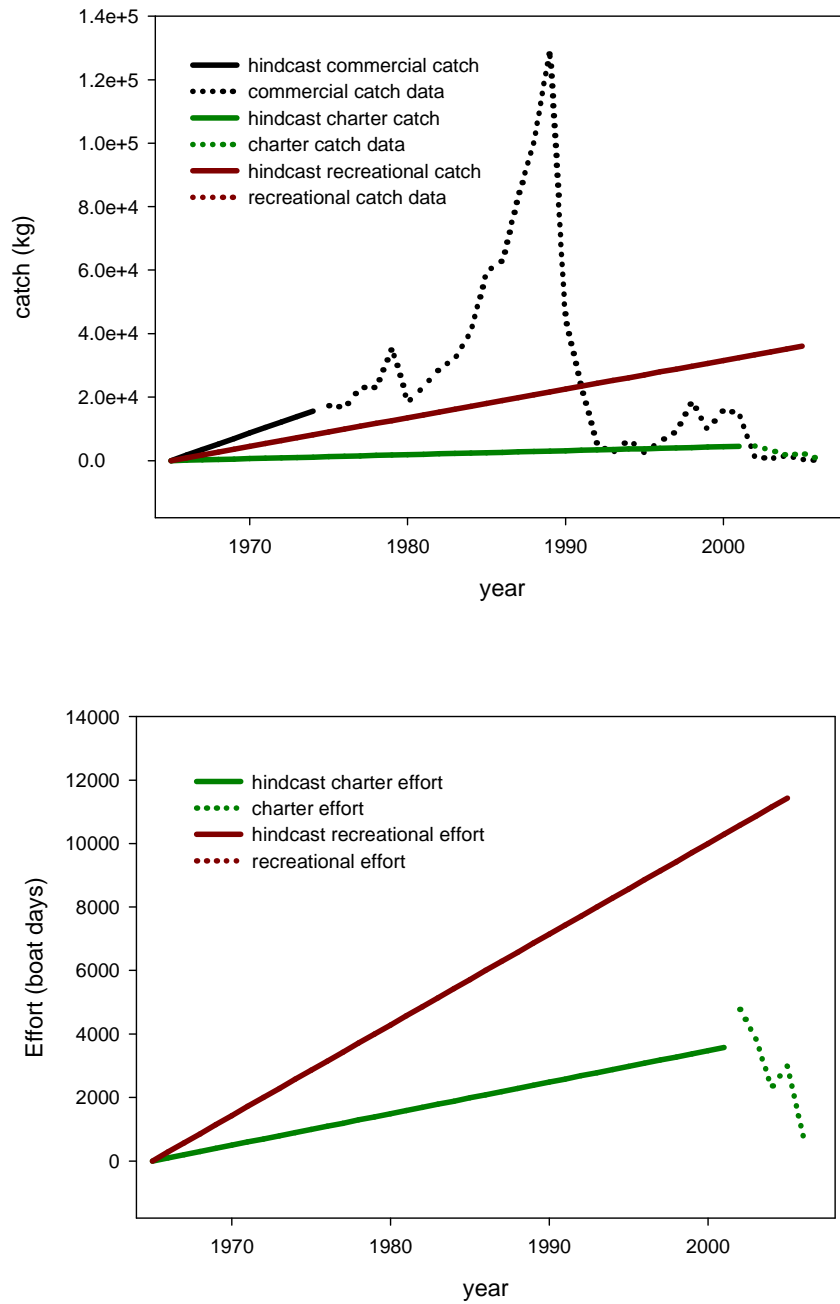 1.4e+5
1.2e+5
1.0e+5
8.0e+4
6.0e+4
4.0e+4
2.0e+4
0.0
catch (kg)
hindcast commercial catch
commercial catch data
hindcast charter catch
charter catch data
hindcast recreational catch
recreational catch data
1970 1980 1990 2000
year
14000
12000
10000
8000
6000
4000
2000
0
Effort (boat days)
hindcast charter effort
charter effort
hindcast recreational effort
recreational effort
1970 1980 1990 2000
year